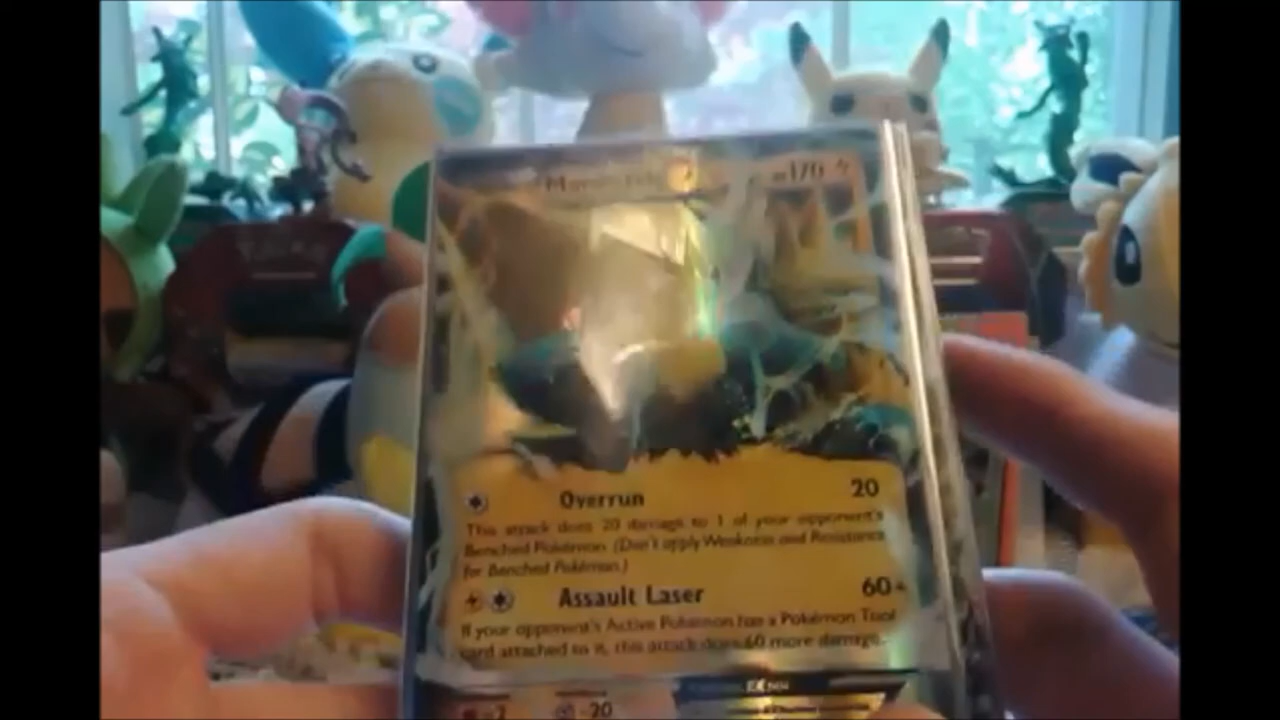 HP170
Overrun 20
This attack does 20 damage to 1 of your opponent's
Benched Pokémon. (Don't apply Weakness and Resistance
for Benched Pokémon.)
Assault Laser 60+
If your opponent's Active Pokémon has a Pokémon Tool
card attached to it, this attack does 60 more damage.
×2 -20